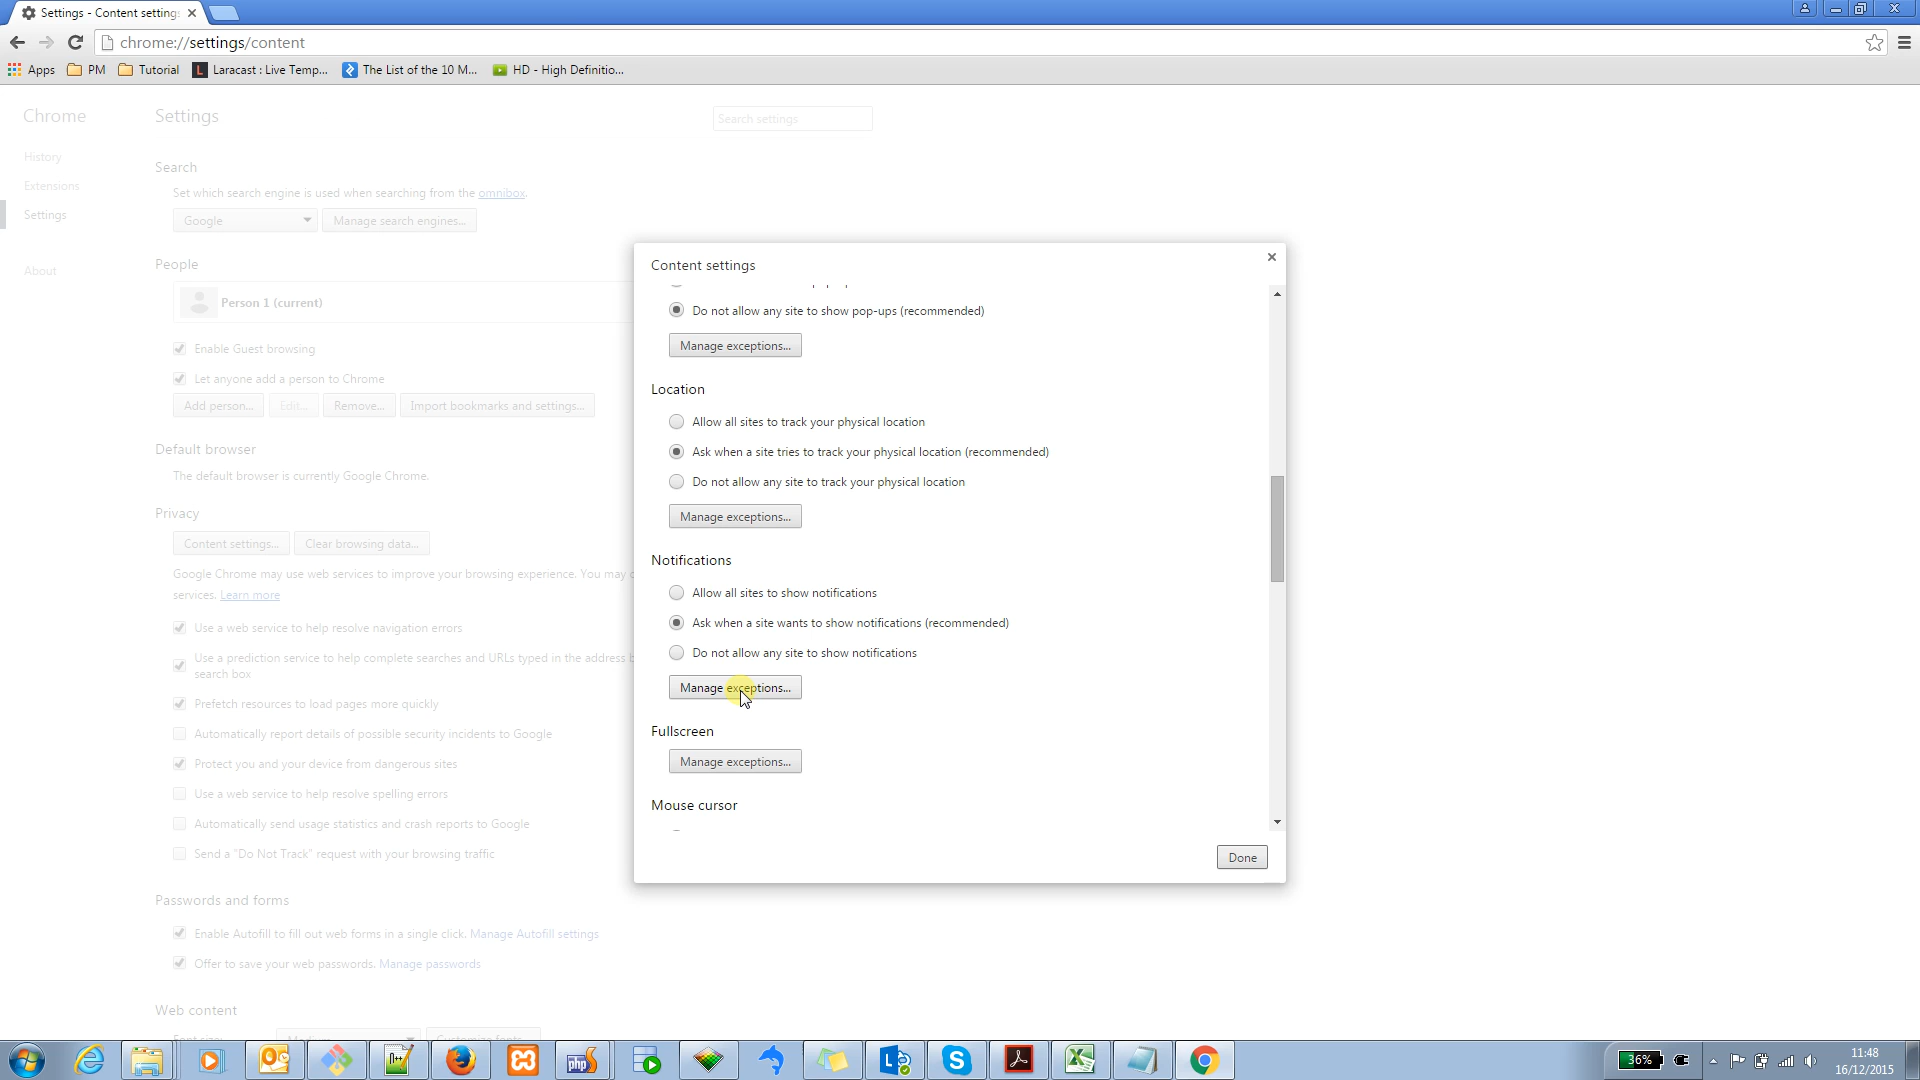 Settings - Content setting
chrome://settings/content
Apps
PM
Tutorial
Laracast : Live Temp...
The List of the 10 M...
HD - High Definitio...
Chrome
Settings
Search settings
History
Extensions
Settings
About
Search
Set which search engine is used when searching from the omnibox.
Google
Manage search engines...
People
Person 1 (current)
Enable Guest browsing
Let anyone add a person to Chrome
Add person...
Edit...
Remove...
Import bookmarks and settings...
Default browser
The default browser is currently Google Chrome.
Privacy
Content settings...
Clear browsing data...
Google Chrome may use web services to improve your browsing experience. You may
services. Learn more
Use a web service to help resolve navigation errors
Use a prediction service to help complete searches and URLs typed in the address
search box
Prefetch resources to load pages more quickly
Automatically report details of possible security incidents to Google
Protect you and your device from dangerous sites
Use a web service to help resolve spelling errors
Automatically send usage statistics and crash reports to Google
Send a "Do Not Track" request with your browsing traffic
Passwords and forms
Enable Autofill to fill out web forms in a single click. Manage Autofill settings
Offer to save your web passwords. Manage passwords
Web content
Content settings
Do not allow any site to show pop-ups (recommended)
Manage exceptions...
Location
Allow all sites to track your physical location
Ask when a site tries to track your physical location (recommended)
Do not allow any site to track your physical location
Manage exceptions...
Notifications
Allow all sites to show notifications
Ask when a site wants to show notifications (recommended)
Do not allow any site to show notifications
Manage exceptions...
Fullscreen
Manage exceptions...
Mouse cursor
Done
36%
11:48
16/12/2015